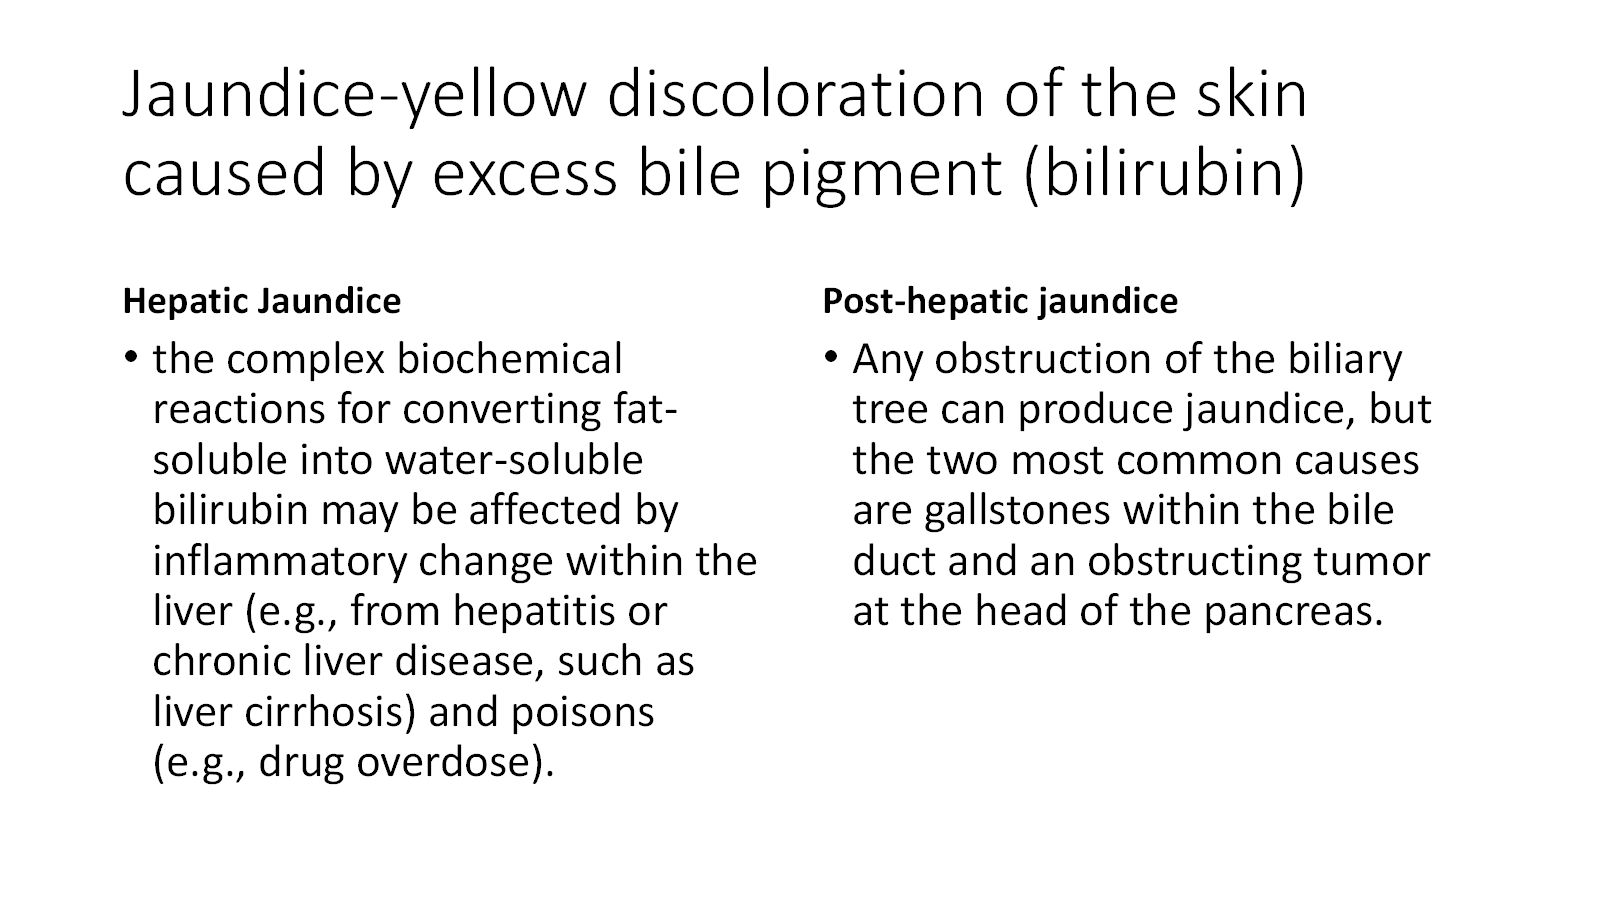 Jaundice-yellow discoloration of the skin
caused by excess bile pigment (bilirubin)
Hepatic Jaundice
• the complex biochemical
reactions for converting fat-
soluble into water-soluble
bilirubin may be affected by
inflammatory change within the
liver (e.g., from hepatitis or
chronic liver disease, such as
liver cirrhosis) and poisons
(e.g., drug overdose).
Post-hepatic jaundice
• Any obstruction of the biliary
tree can produce jaundice, but
the two most common causes
are gallstones within the bile
duct and an obstructing tumor
at the head of the pancreas.